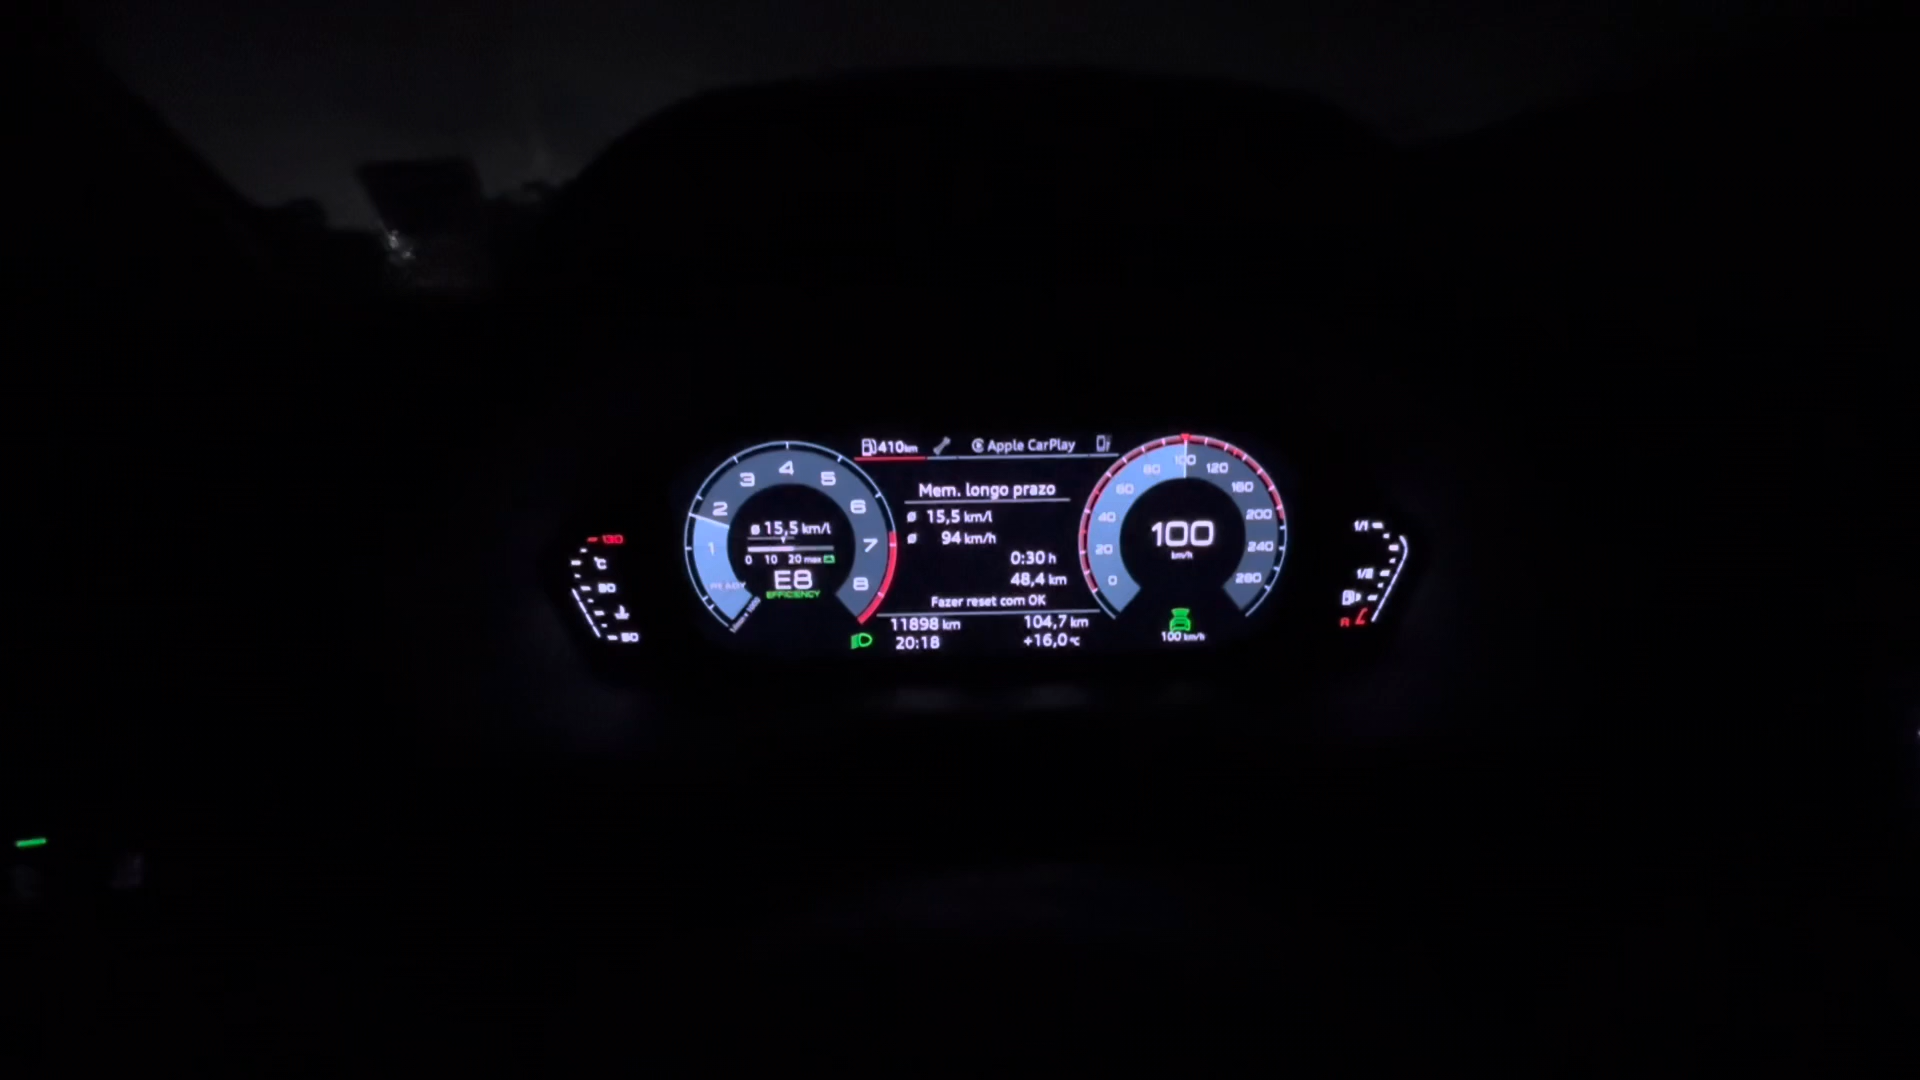 410km
Apple CarPlay
Mem. longo prazo
ø 15,5 km/l
ø 94 km/h
0:30 h
48,4 km
Fazer reset com OK
11898 km 104,7 km
20:18 +16,0°C
1 2 3 4 5 6 7 8
READY
ø 15,5 km/l
0 10 20 max
E8
EFFICIENCY
0 20 40 60 80 100 120 160 200 240 280
100
km/h
100 km/h
130
°C
90
50
1/1
1/2
R